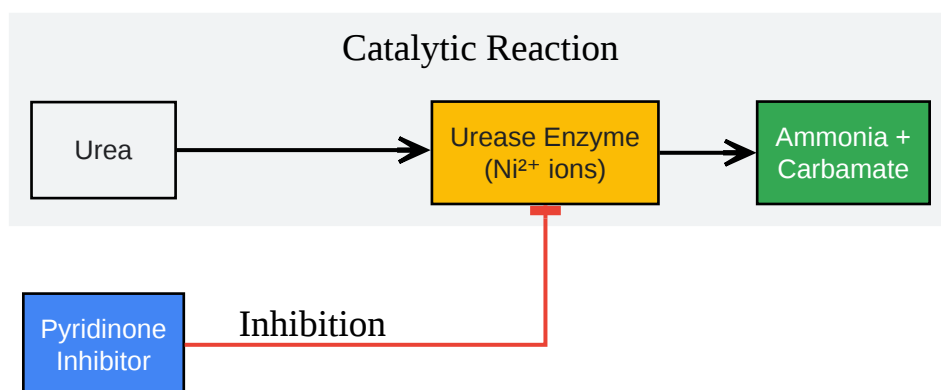 Catalytic Reaction
Urea
Urease Enzyme
(Ni²⁺ ions)
Ammonia +
Carbamate
Pyridinone
Inhibitor
Inhibition